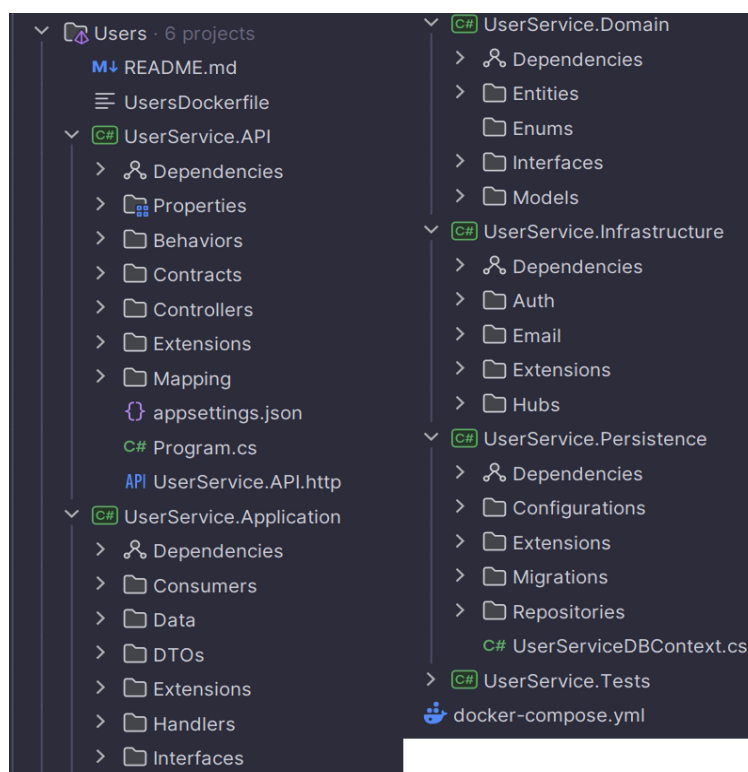 Users · 6 projects
M↓ README.md
UsersDockerfile
C# UserService.API
Dependencies
Properties
Behaviors
Contracts
Controllers
Extensions
Mapping
{} appsettings.json
C# Program.cs
API UserService.API.http
C# UserService.Application
Dependencies
Consumers
Data
DTOs
Extensions
Handlers
Interfaces
C# UserService.Domain
Dependencies
Entities
Enums
Interfaces
Models
C# UserService.Infrastructure
Dependencies
Auth
Email
Extensions
Hubs
C# UserService.Persistence
Dependencies
Configurations
Extensions
Migrations
Repositories
C# UserServiceDBContext.cs
C# UserService.Tests
docker-compose.yml